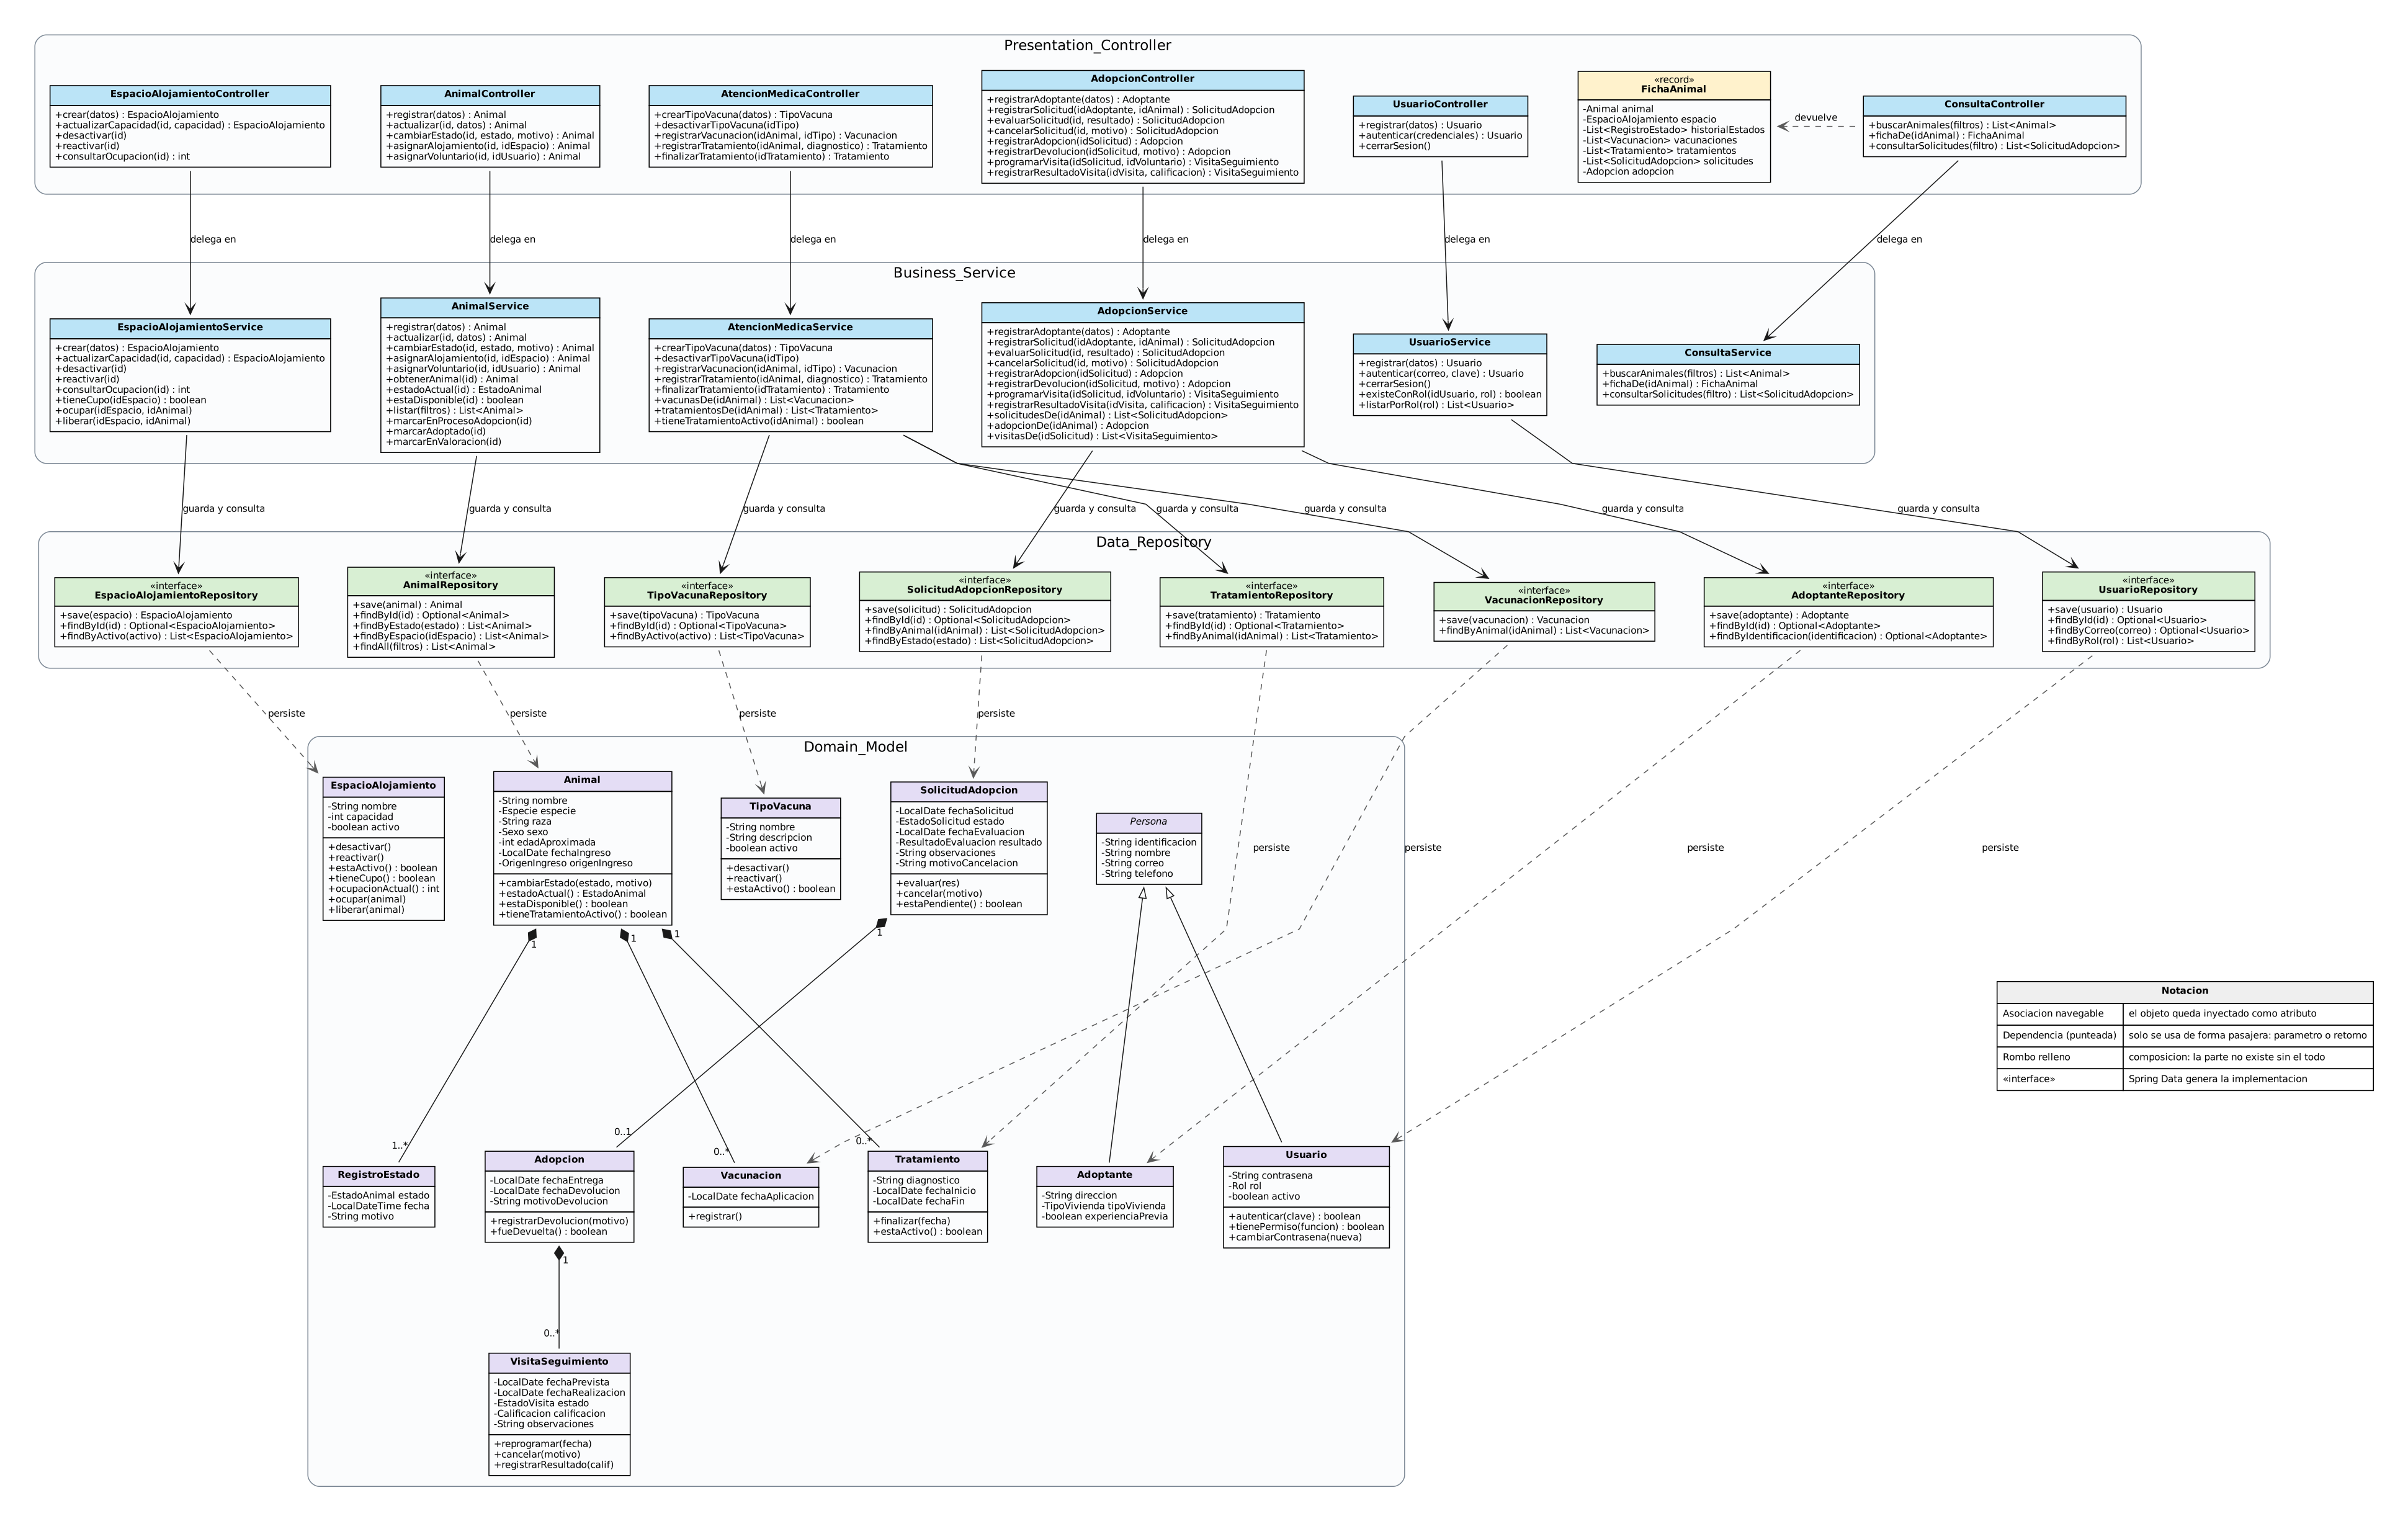 Presentation_Controller
EspacioAlojamientoController
+crear(datos) : EspacioAlojamiento
+actualizarCapacidad(id, capacidad) : EspacioAlojamiento
+desactivar(id)
+reactivar(id)
+consultarOcupacion(id) : int
AnimalController
+registrar(datos) : Animal
+actualizar(id, datos) : Animal
+cambiarEstado(id, estado, motivo) : Animal
+asignarAlojamiento(id, idEspacio) : Animal
+asignarVoluntario(id, idUsuario) : Animal
AtencionMedicaController
+crearTipoVacuna(datos) : TipoVacuna
+desactivarTipoVacuna(idTipo)
+registrarVacunacion(idAnimal, idTipo) : Vacunacion
+registrarTratamiento(idAnimal, diagnostico) : Tratamiento
+finalizarTratamiento(idTratamiento) : Tratamiento
AdopcionController
+registrarAdoptante(datos) : Adoptante
+registrarSolicitud(idAdoptante, idAnimal) : SolicitudAdopcion
+evaluarSolicitud(id, resultado) : SolicitudAdopcion
+cancelarSolicitud(id, motivo) : SolicitudAdopcion
+registrarAdopcion(idSolicitud) : Adopcion
+registrarDevolucion(idSolicitud, motivo) : Adopcion
+programarVisita(idSolicitud, idVoluntario) : VisitaSeguimiento
+registrarResultadoVisita(idVisita, calificacion) : VisitaSeguimiento
UsuarioController
+registrar(datos) : Usuario
+autenticar(credenciales) : Usuario
+cerrarSesion()
«record»
FichaAnimal
-Animal animal
-EspacioAlojamiento espacio
-List<RegistroEstado> historialEstados
-List<Vacunacion> vacunaciones
-List<Tratamiento> tratamientos
-List<SolicitudAdopcion> solicitudes
-Adopcion adopcion
devuelve
ConsultaController
+buscarAnimales(filtros) : List<Animal>
+fichaDe(idAnimal) : FichaAnimal
+consultarSolicitudes(filtro) : List<SolicitudAdopcion>
delega en
delega en
delega en
delega en
delega en
delega en
Business_Service
EspacioAlojamientoService
+crear(datos) : EspacioAlojamiento
+actualizarCapacidad(id, capacidad) : EspacioAlojamiento
+desactivar(id)
+reactivar(id)
+consultarOcupacion(id) : int
+tieneCupo(idEspacio) : boolean
+ocupar(idEspacio, idAnimal)
+liberar(idEspacio, idAnimal)
AnimalService
+registrar(datos) : Animal
+actualizar(id, datos) : Animal
+cambiarEstado(id, estado, motivo) : Animal
+asignarAlojamiento(id, idEspacio) : Animal
+asignarVoluntario(id, idUsuario) : Animal
+obtenerAnimal(id) : Animal
+estadoActual(id) : EstadoAnimal
+estaDisponible(id) : boolean
+listar(filtros) : List<Animal>
+marcarEnProcesoAdopcion(id)
+marcarAdoptado(id)
+marcarEnValoracion(id)
AtencionMedicaService
+crearTipoVacuna(datos) : TipoVacuna
+desactivarTipoVacuna(idTipo)
+registrarVacunacion(idAnimal, idTipo) : Vacunacion
+registrarTratamiento(idAnimal, diagnostico) : Tratamiento
+finalizarTratamiento(idTratamiento) : Tratamiento
+vacunasDe(idAnimal) : List<Vacunacion>
+tratamientosDe(idAnimal) : List<Tratamiento>
+tieneTratamientoActivo(idAnimal) : boolean
AdopcionService
+registrarAdoptante(datos) : Adoptante
+registrarSolicitud(idAdoptante, idAnimal) : SolicitudAdopcion
+evaluarSolicitud(id, resultado) : SolicitudAdopcion
+cancelarSolicitud(id, motivo) : SolicitudAdopcion
+registrarAdopcion(idSolicitud) : Adopcion
+registrarDevolucion(idSolicitud, motivo) : Adopcion
+programarVisita(idSolicitud, idVoluntario) : VisitaSeguimiento
+registrarResultadoVisita(idVisita, calificacion) : VisitaSeguimiento
+solicitudesDe(idAnimal) : List<SolicitudAdopcion>
+adopcionDe(idAnimal) : Adopcion
+visitasDe(idSolicitud) : List<VisitaSeguimiento>
UsuarioService
+registrar(datos) : Usuario
+autenticar(correo, clave) : Usuario
+cerrarSesion()
+existeConRol(idUsuario, rol) : boolean
+listarPorRol(rol) : List<Usuario>
ConsultaService
+buscarAnimales(filtros) : List<Animal>
+fichaDe(idAnimal) : FichaAnimal
+consultarSolicitudes(filtro) : List<SolicitudAdopcion>
guarda y consulta
guarda y consulta
guarda y consulta
guarda y consulta
guarda y consulta
guarda y consulta
guarda y consulta
guarda y consulta
Data_Repository
«interface»
EspacioAlojamientoRepository
+save(espacio) : EspacioAlojamiento
+findById(id) : Optional<EspacioAlojamiento>
+findByActivo(activo) : List<EspacioAlojamiento>
«interface»
AnimalRepository
+save(animal) : Animal
+findById(id) : Optional<Animal>
+findByEstado(estado) : List<Animal>
+findByEspacio(idEspacio) : List<Animal>
+findAll(filtros) : List<Animal>
«interface»
TipoVacunaRepository
+save(tipoVacuna) : TipoVacuna
+findById(id) : Optional<TipoVacuna>
+findByActivo(activo) : List<TipoVacuna>
«interface»
SolicitudAdopcionRepository
+save(solicitud) : SolicitudAdopcion
+findById(id) : Optional<SolicitudAdopcion>
+findByAnimal(idAnimal) : List<SolicitudAdopcion>
+findByEstado(estado) : List<SolicitudAdopcion>
«interface»
TratamientoRepository
+save(tratamiento) : Tratamiento
+findById(id) : Optional<Tratamiento>
+findByAnimal(idAnimal) : List<Tratamiento>
«interface»
VacunacionRepository
+save(vacunacion) : Vacunacion
+findByAnimal(idAnimal) : List<Vacunacion>
«interface»
AdoptanteRepository
+save(adoptante) : Adoptante
+findById(id) : Optional<Adoptante>
+findByIdentificacion(identificacion) : Optional<Adoptante>
«interface»
UsuarioRepository
+save(usuario) : Usuario
+findById(id) : Optional<Usuario>
+findByCorreo(correo) : Optional<Usuario>
+findByRol(rol) : List<Usuario>
persiste
persiste
persiste
persiste
Domain_Model
EspacioAlojamiento
-String nombre
-int capacidad
-boolean activo
+desactivar()
+reactivar()
+estaActivo() : boolean
+tieneCupo() : boolean
+ocupacionActual() : int
+ocupar(animal)
+liberar(animal)
Animal
-String nombre
-Especie especie
-String raza
-Sexo sexo
-int edadAproximada
-LocalDate fechaIngreso
-OrigenIngreso origenIngreso
+cambiarEstado(estado, motivo)
+estadoActual() : EstadoAnimal
+estaDisponible() : boolean
+tieneTratamientoActivo() : boolean
TipoVacuna
-String nombre
-String descripcion
-boolean activo
+desactivar()
+reactivar()
+estaActivo() : boolean
SolicitudAdopcion
-LocalDate fechaSolicitud
-EstadoSolicitud estado
-LocalDate fechaEvaluacion
-ResultadoEvaluacion resultado
-String observaciones
-String motivoCancelacion
+evaluar(res)
+cancelar(motivo)
+estaPendiente() : boolean
Persona
-String identificacion
-String nombre
-String correo
-String telefono
persiste
persiste
persiste
persiste
1
1
1
1
Notacion
Asociacion navegable
el objeto queda inyectado como atributo
Dependencia (punteada)
solo se usa de forma pasajera: parametro o retorno
Rombo relleno
composicion: la parte no existe sin el todo
«interface»
Spring Data genera la implementacion
1..*
0..1
0..*
0..*
RegistroEstado
-EstadoAnimal estado
-LocalDateTime fecha
-String motivo
Adopcion
-LocalDate fechaEntrega
-LocalDate fechaDevolucion
-String motivoDevolucion
+registrarDevolucion(motivo)
+fueDevuelta() : boolean
Vacunacion
-LocalDate fechaAplicacion
+registrar()
Tratamiento
-String diagnostico
-LocalDate fechaInicio
-LocalDate fechaFin
+finalizar(fecha)
+estaActivo() : boolean
Adoptante
-String direccion
-TipoVivienda tipoVivienda
-boolean experienciaPrevia
Usuario
-String contrasena
-Rol rol
-boolean activo
+autenticar(clave) : boolean
+tienePermiso(funcion) : boolean
+cambiarContrasena(nueva)
1
0..*
VisitaSeguimiento
-LocalDate fechaPrevista
-LocalDate fechaRealizacion
-EstadoVisita estado
-Calificacion calificacion
-String observaciones
+reprogramar(fecha)
+cancelar(motivo)
+registrarResultado(calif)